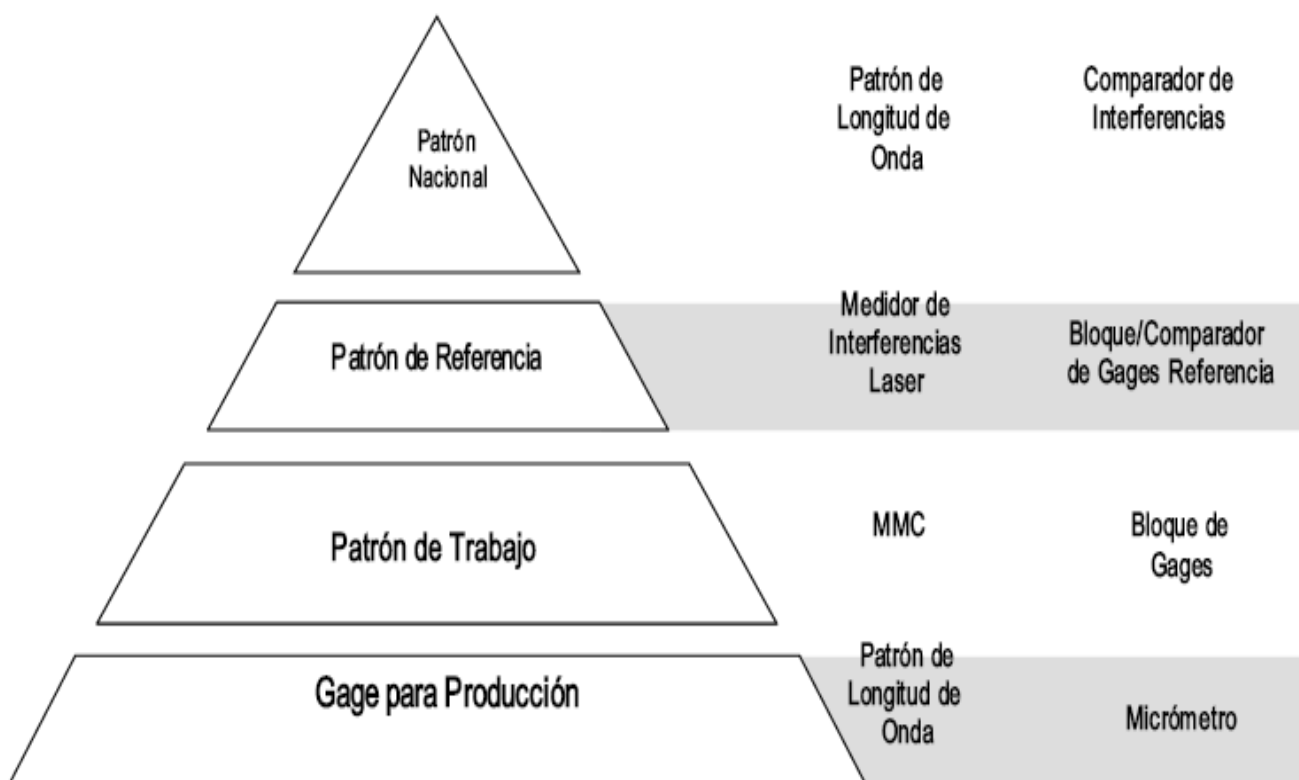 Patrón
Nacional
Patrón de
Longitud de
Onda
Comparador de
Interferencias
Patrón de Referencia
Medidor de
Interferencias
Laser
Bloque/Comparador
de Gages Referencia
Patrón de Trabajo
MMC
Bloque de
Gages
Gage para Producción
Patrón de
Longitud de
Onda
Micrómetro